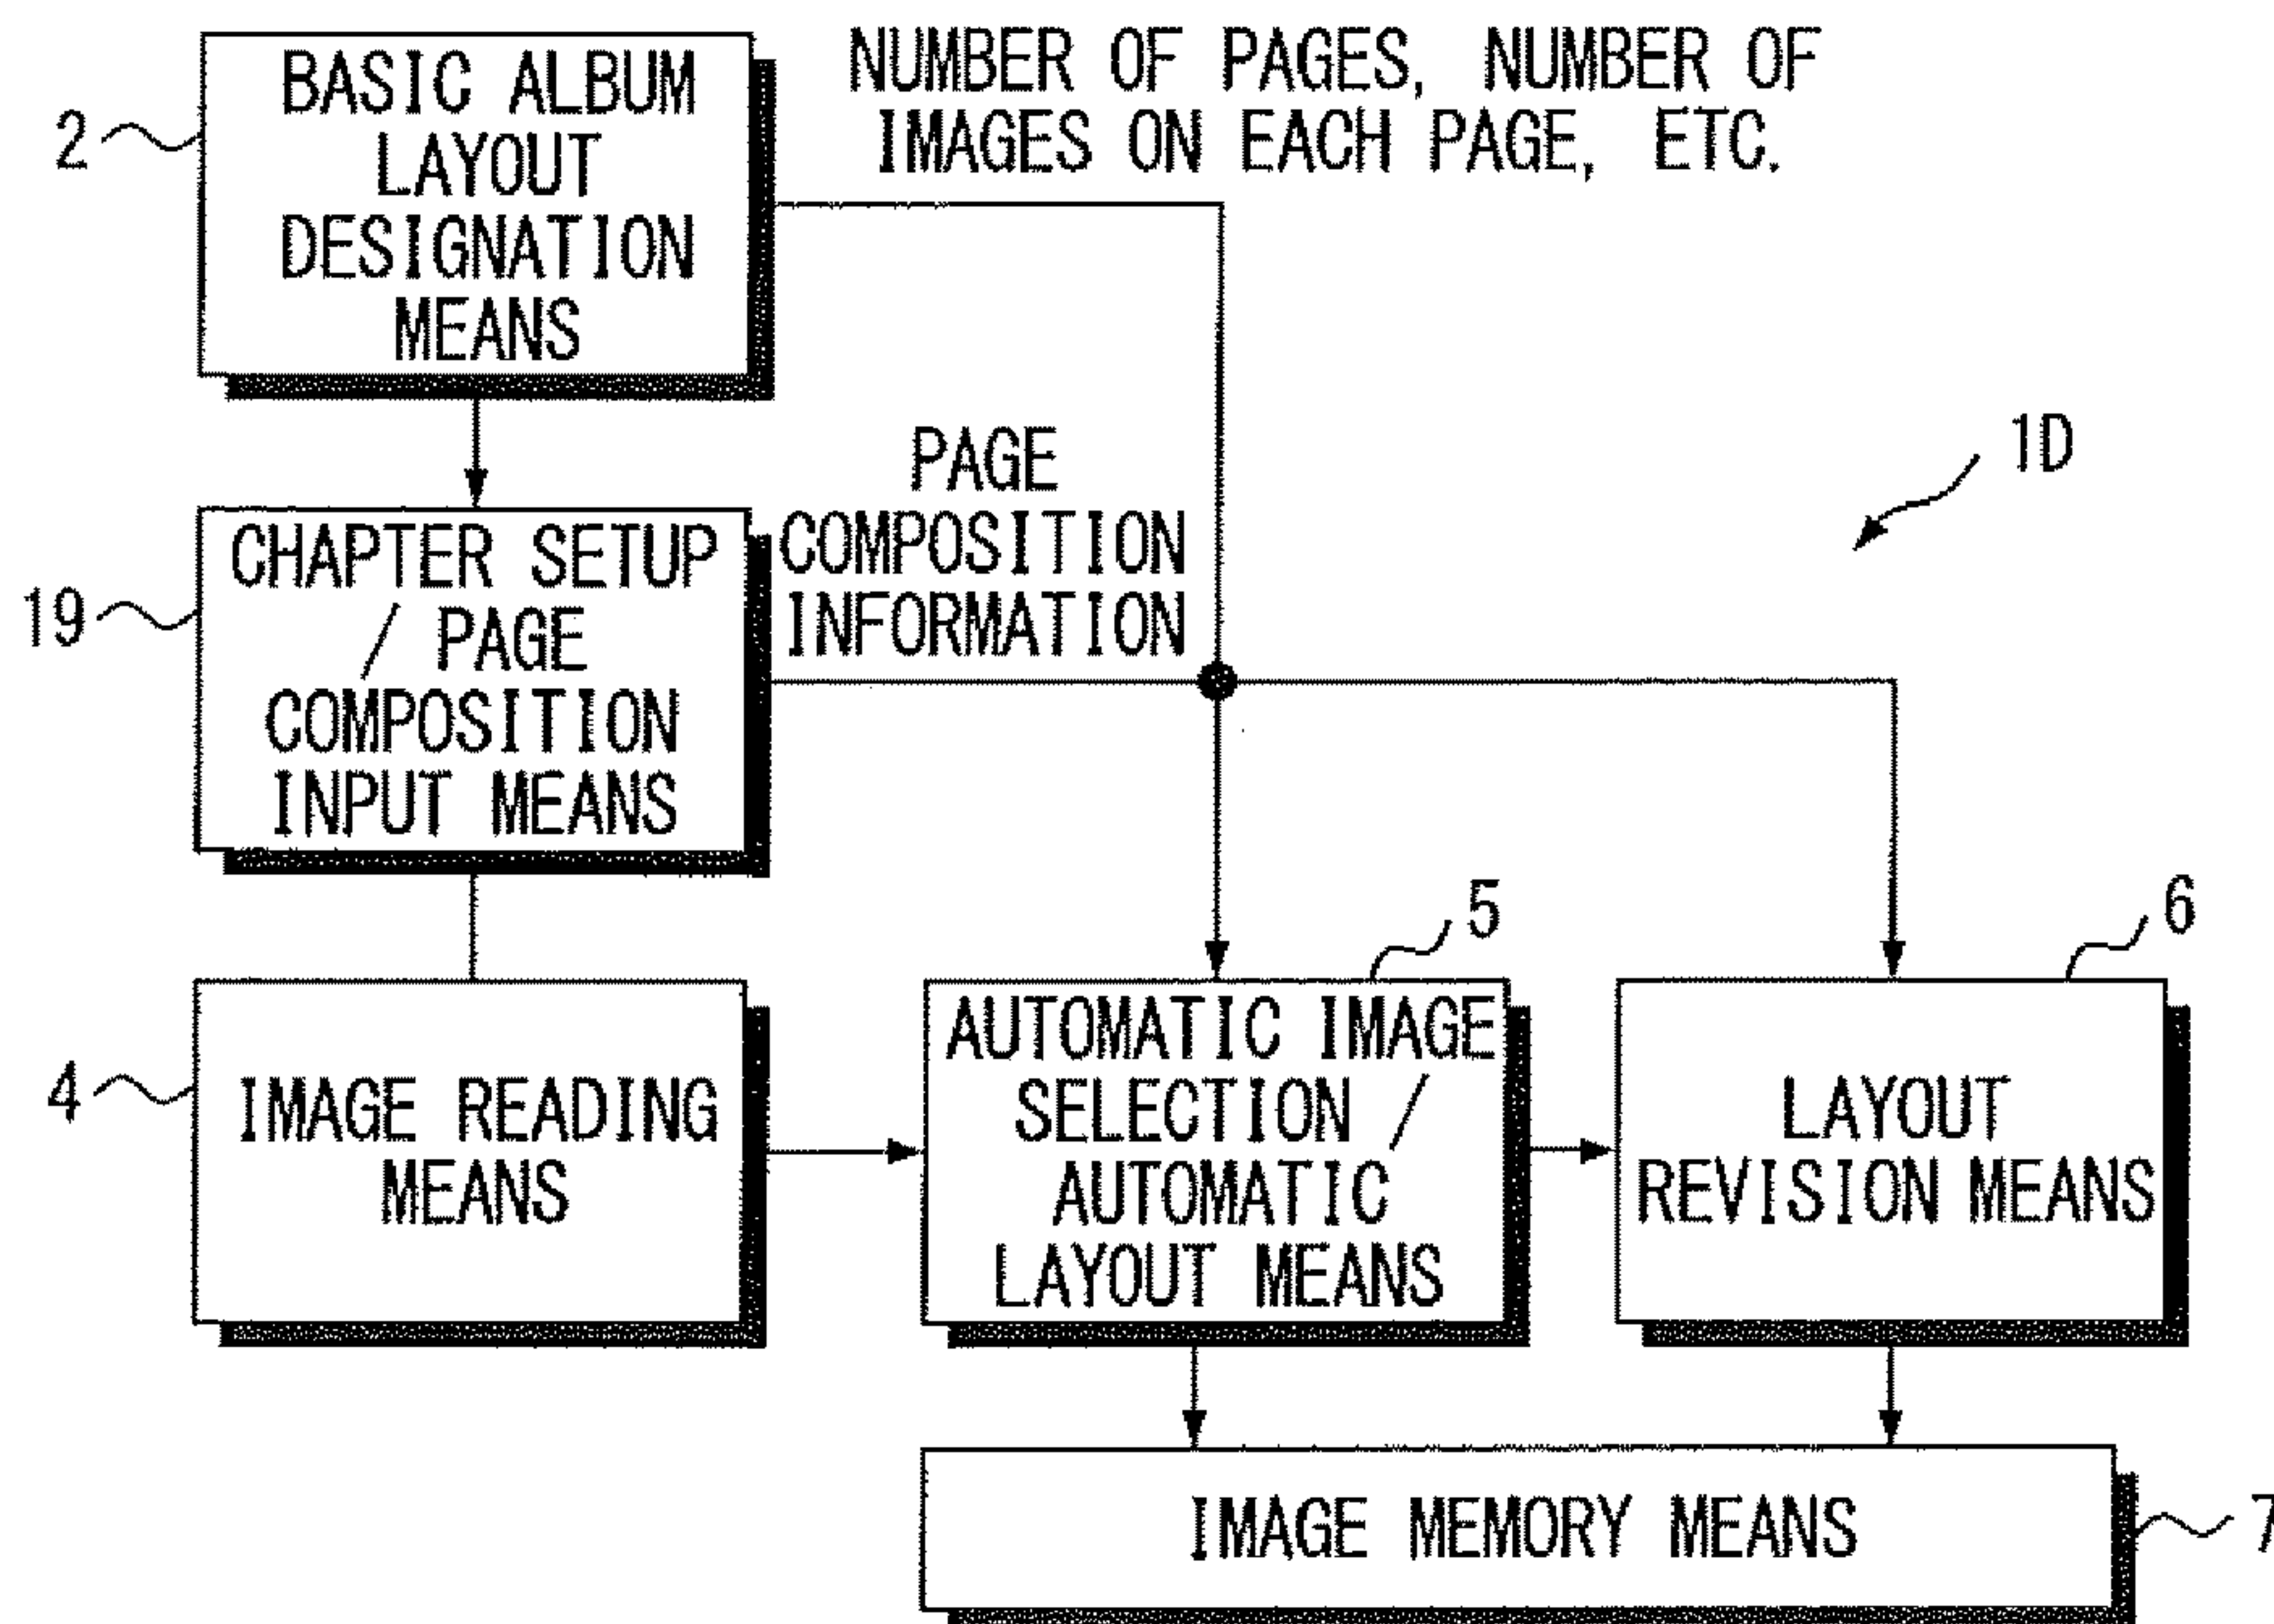 BASIC ALBUM
LAYOUT
DESIGNATION
MEANS
2
NUMBER OF PAGES, NUMBER OF
IMAGES ON EACH PAGE, ETC.
1D
CHAPTER SETUP
/ PAGE
COMPOSITION
INPUT MEANS
19
PAGE
COMPOSITION
INFORMATION
4
IMAGE READING
MEANS
5
AUTOMATIC IMAGE
SELECTION /
AUTOMATIC
LAYOUT MEANS
6
LAYOUT
REVISION MEANS
IMAGE MEMORY MEANS
7